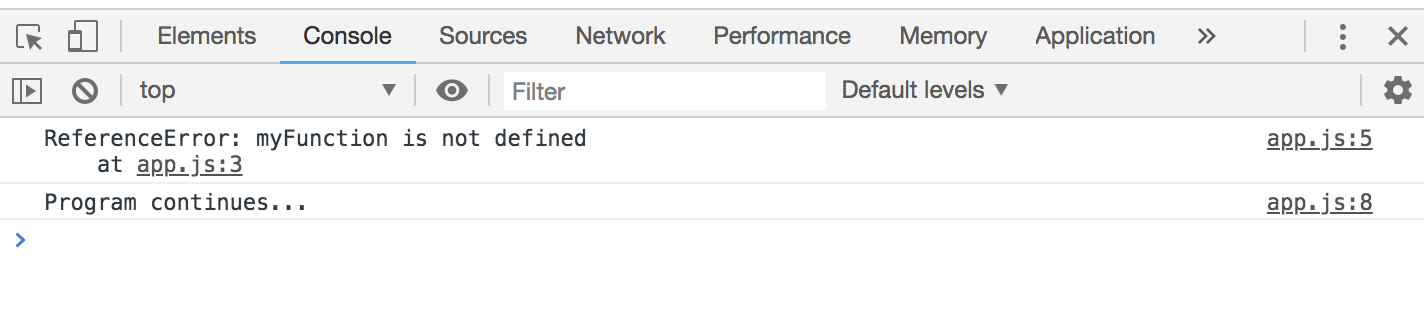 Elements Console Sources Network Performance Memory Application
top Filter Default levels
ReferenceError: myFunction is not defined app.js:5
at app.js:3
Program continues... app.js:8